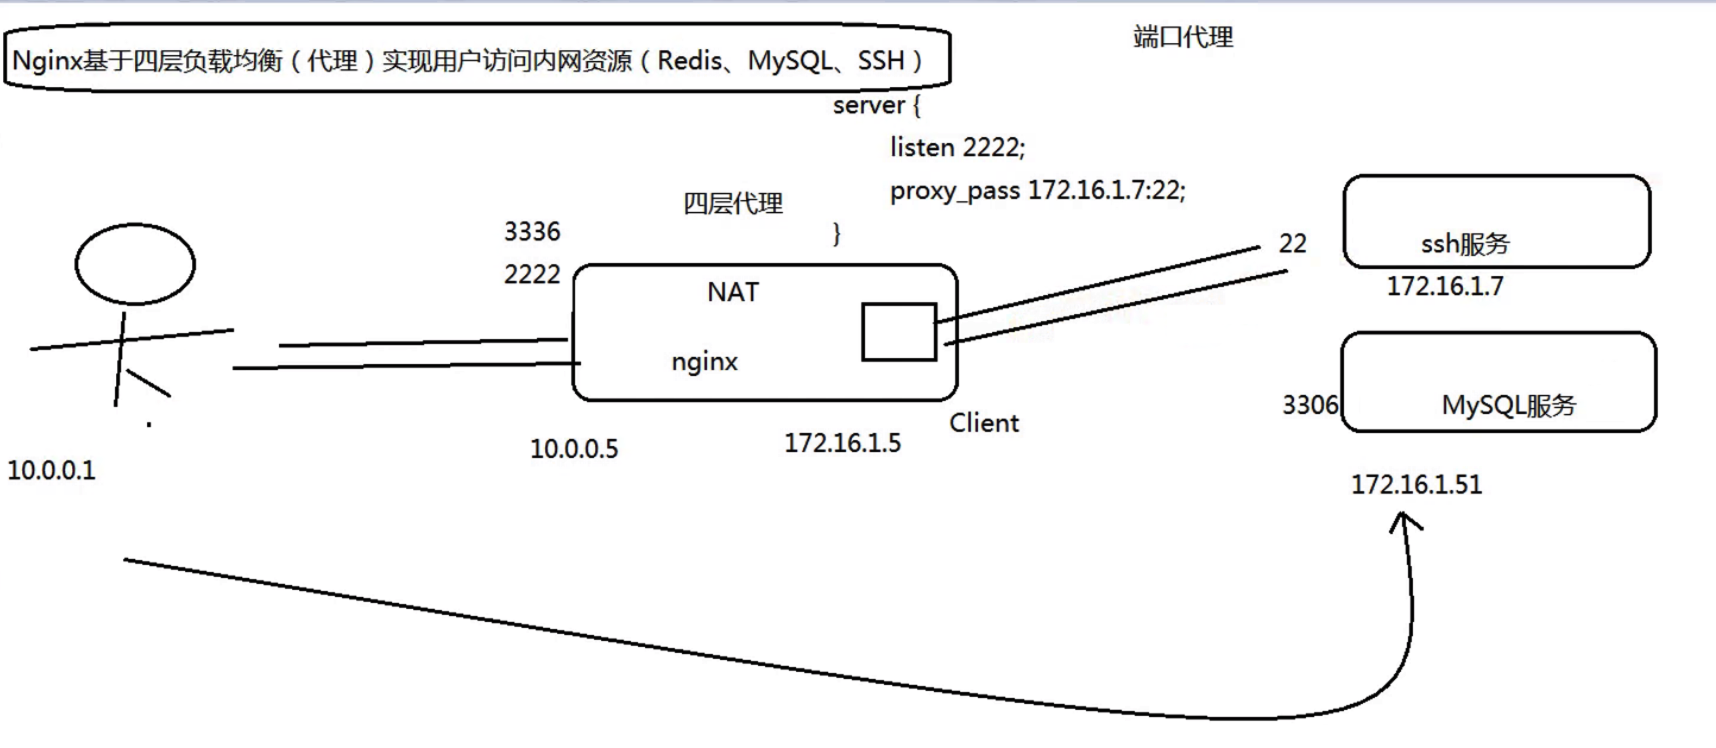 端口代理
Nginx基于四层负载均衡（代理）实现用户访问内网资源（Redis、MySQL、SSH）
server {
listen 2222;
proxy_pass 172.16.1.7:22;
}
四层代理
3336
2222
NAT
nginx
22
ssh服务
172.16.1.7
3306
MySQL服务
Client
10.0.0.5
172.16.1.5
10.0.0.1
172.16.1.51